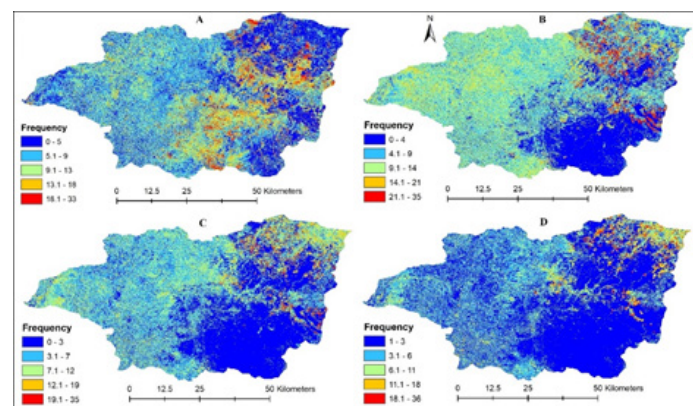 A
Frequency
0 - 5
5.1 - 9
9.1 - 13
13.1 - 18
18.1 - 33
0 12.5 25 50 Kilometers
N
B
Frequency
0 - 4
4.1 - 9
9.1 - 14
14.1 - 21
21.1 - 35
0 12.5 25 50 Kilometers
C
Frequency
0 - 3
3.1 - 7
7.1 - 12
12.1 - 19
19.1 - 35
0 12.5 25 50 Kilometers
D
Frequency
1 - 3
3.1 - 6
6.1 - 11
11.1 - 18
18.1 - 36
0 12.5 25 50 Kilometers